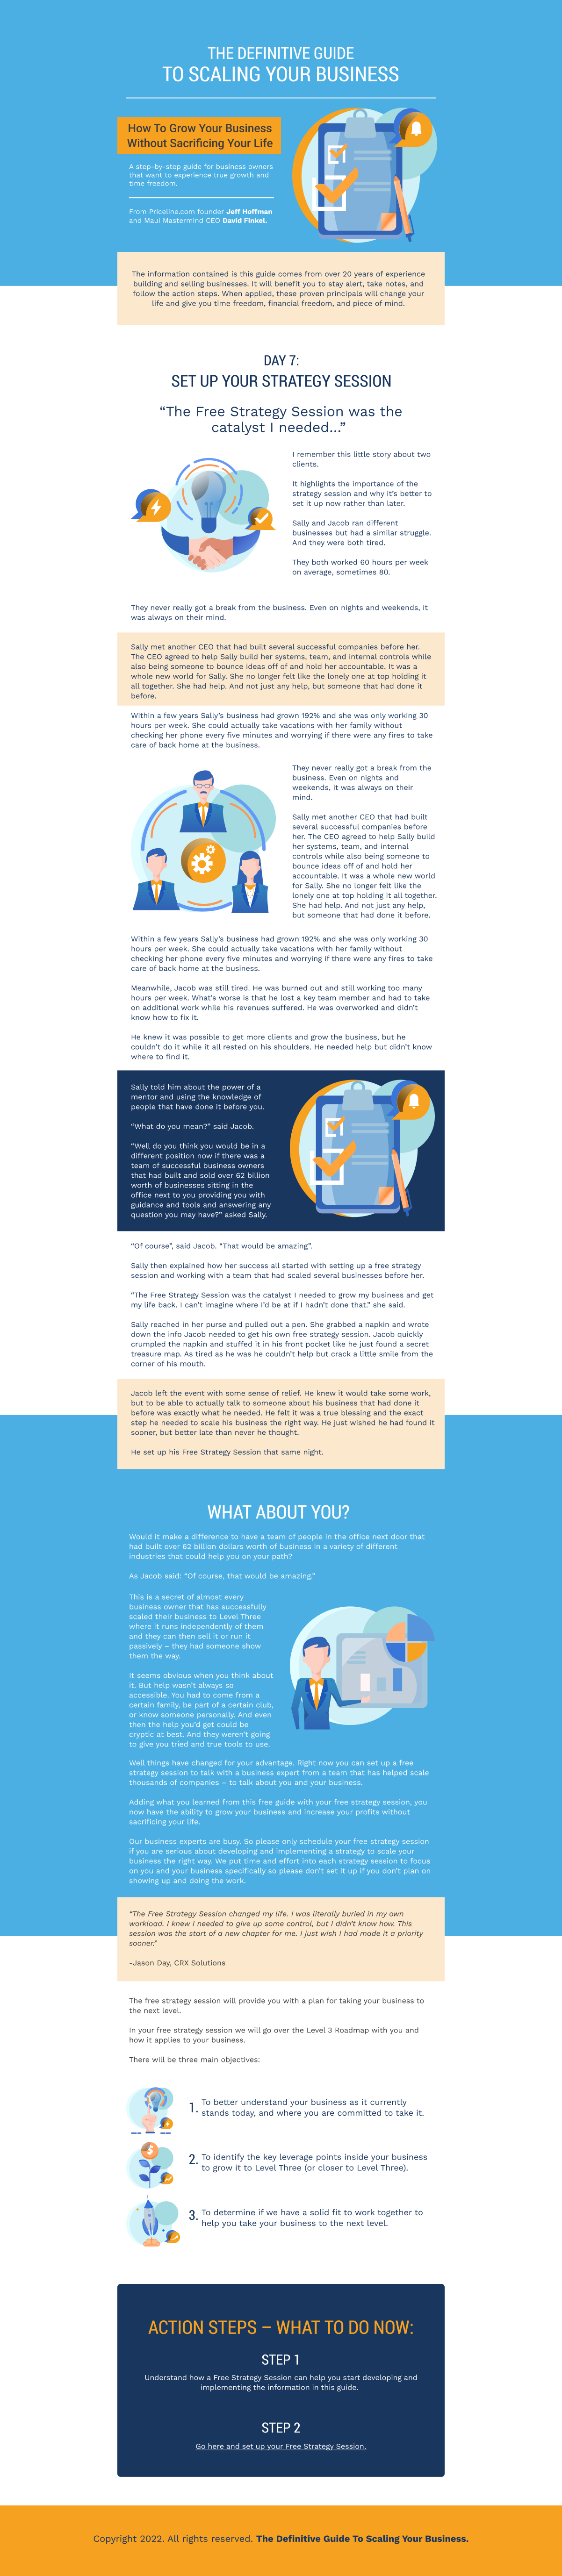 THE DEFINITIVE GUIDE
TO SCALING YOUR BUSINESS
How To Grow Your Business
Without Sacrificing Your Life
A step-by-step guide for business owners
that want to experience true growth and
time freedom.
From Priceline.com founder Jeff Hoffman
and Maui Mastermind CEO David Finkel.
The information contained is this guide comes from over 20 years of experience
building and selling businesses. It will benefit you to stay alert, take notes, and
follow the action steps. When applied, these proven principals will change your
life and give you time freedom, financial freedom, and piece of mind.
DAY 7:
SET UP YOUR STRATEGY SESSION
“The Free Strategy Session was the
catalyst I needed...”
I remember this little story about two
clients.
It highlights the importance of the
strategy session and why it’s better to
set it up now rather than later.
Sally and Jacob ran different
businesses but had a similar struggle.
And they were both tired.
They both worked 60 hours per week
on average, sometimes 80.
They never really got a break from the business. Even on nights and weekends, it
was always on their mind.
Sally met another CEO that had built several successful companies before her.
The CEO agreed to help Sally build her systems, team, and internal controls while
also being someone to bounce ideas off of and hold her accountable. It was a
whole new world for Sally. She no longer felt like the lonely one at top holding it
all together. She had help. And not just any help, but someone that had done it
before.
Within a few years Sally’s business had grown 192% and she was only working 30
hours per week. She could actually take vacations with her family without
checking her phone every five minutes and worrying if there were any fires to take
care of back home at the business.
They never really got a break from the
business. Even on nights and
weekends, it was always on their
mind.
Sally met another CEO that had built
several successful companies before
her. The CEO agreed to help Sally build
her systems, team, and internal
controls while also being someone to
bounce ideas off of and hold her
accountable. It was a whole new world
for Sally. She no longer felt like the
lonely one at top holding it all together.
She had help. And not just any help,
but someone that had done it before.
Within a few years Sally’s business had grown 192% and she was only working 30
hours per week. She could actually take vacations with her family without
checking her phone every five minutes and worrying if there were any fires to take
care of back home at the business.
Meanwhile, Jacob was still tired. He was burned out and still working too many
hours per week. What’s worse is that he lost a key team member and had to take
on additional work while his revenues suffered. He was overworked and didn’t
know how to fix it.
He knew it was possible to get more clients and grow the business, but he
couldn’t do it while it all rested on his shoulders. He needed help but didn’t know
where to find it.
Sally told him about the power of a
mentor and using the knowledge of
people that have done it before you.
“What do you mean?” said Jacob.
“Well do you think you would be in a
different position now if there was a
team of successful business owners
that had built and sold over 62 billion
worth of businesses sitting in the
office next to you providing you with
guidance and tools and answering any
question you may have?” asked Sally.
“Of course”, said Jacob. “That would be amazing”.
Sally then explained how her success all started with setting up a free strategy
session and working with a team that had scaled several businesses before her.
“The Free Strategy Session was the catalyst I needed to grow my business and get
my life back. I can’t imagine where I’d be at if I hadn’t done that.” she said.
Sally reached in her purse and pulled out a pen. She grabbed a napkin and wrote
down the info Jacob needed to get his own free strategy session. Jacob quickly
crumpled the napkin and stuffed it in his front pocket like he just found a secret
treasure map. As tired as he was he couldn’t help but crack a little smile from the
corner of his mouth.
Jacob left the event with some sense of relief. He knew it would take some work,
but to be able to actually talk to someone about his business that had done it
before was exactly what he needed. He felt it was a true blessing and the exact
step he needed to scale his business the right way. He just wished he had found it
sooner, but better late than never he thought.
He set up his Free Strategy Session that same night.
WHAT ABOUT YOU?
Would it make a difference to have a team of people in the office next door that
had built over 62 billion dollars worth of business in a variety of different
industries that could help you on your path?
As Jacob said: “Of course, that would be amazing.”
This is a secret of almost every
business owner that has successfully
scaled their business to Level Three
where it runs independently of them
and they can then sell it or run it
passively – they had someone show
them the way.
It seems obvious when you think about
it. But help wasn’t always so
accessible. You had to come from a
certain family, be part of a certain club,
or know someone personally. And even
then the help you’d get could be
cryptic at best. And they weren’t going
to give you tried and true tools to use.
Well things have changed for your advantage. Right now you can set up a free
strategy session to talk with a business expert from a team that has helped scale
thousands of companies – to talk about you and your business.
Adding what you learned from this free guide with your free strategy session, you
now have the ability to grow your business and increase your profits without
sacrificing your life.
Our business experts are busy. So please only schedule your free strategy session
if you are serious about developing and implementing a strategy to scale your
business the right way. We put time and effort into each strategy session to focus
on you and your business specifically so please don’t set it up if you don’t plan on
showing up and doing the work.
“The Free Strategy Session changed my life. I was literally buried in my own
workload. I knew I needed to give up some control, but I didn’t know how. This
session was the start of a new chapter for me. I just wish I had made it a priority
sooner.”
-Jason Day, CRX Solutions
The free strategy session will provide you with a plan for taking your business to
the next level.
In your free strategy session we will go over the Level 3 Roadmap with you and
how it applies to your business.
There will be three main objectives:
1. To better understand your business as it currently
stands today, and where you are committed to take it.
2. To identify the key leverage points inside your business
to grow it to Level Three (or closer to Level Three).
3. To determine if we have a solid fit to work together to
help you take your business to the next level.
ACTION STEPS – WHAT TO DO NOW:
STEP 1
Understand how a Free Strategy Session can help you start developing and
implementing the information in this guide.
STEP 2
Go here and set up your Free Strategy Session.
Copyright 2022. All rights reserved. The Definitive Guide To Scaling Your Business.